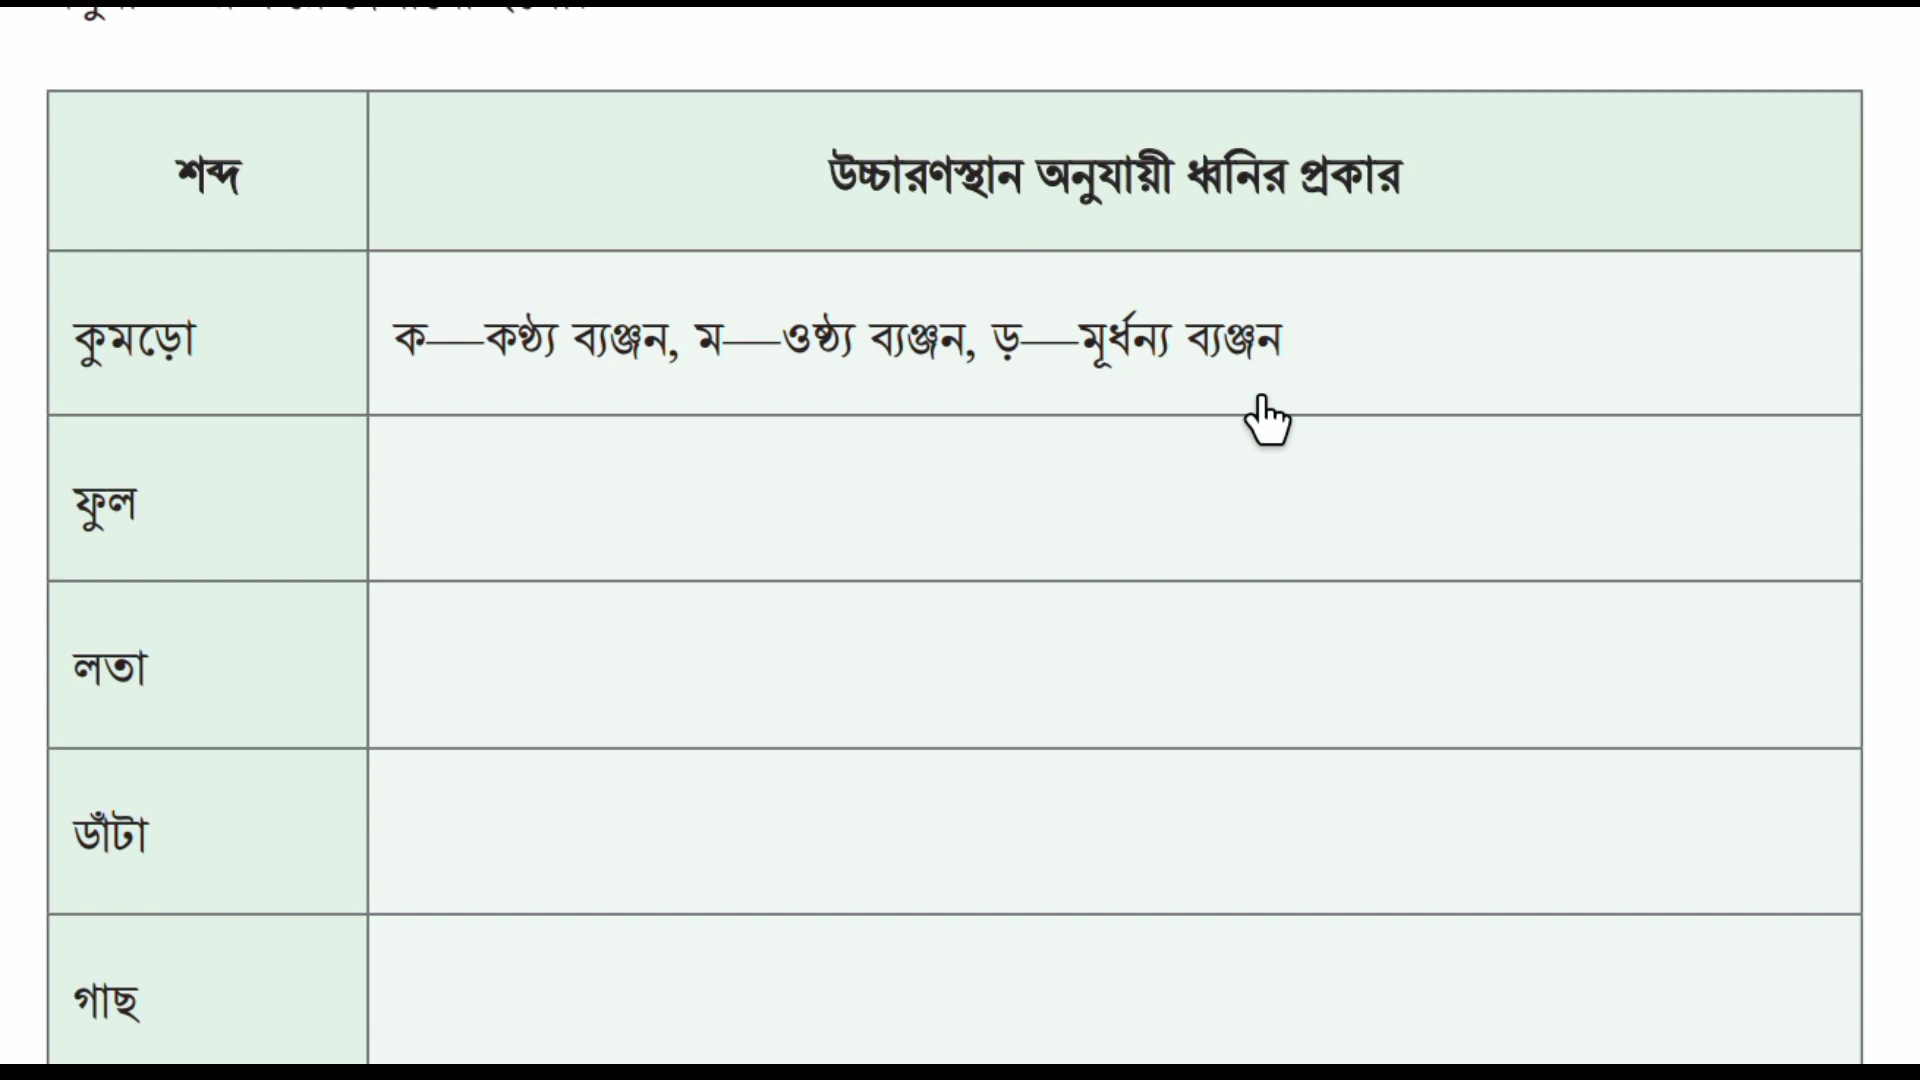 শব্দ
উচ্চারণস্থান অনুযায়ী ধ্বনির প্রকার
কুমড়ো
ক—কণ্ঠ্য ব্যঞ্জন, ম—ওষ্ঠ্য ব্যঞ্জন, ড়—মূর্ধন্য ব্যঞ্জন
ফুল
লতা
ডাঁটা
গাছ